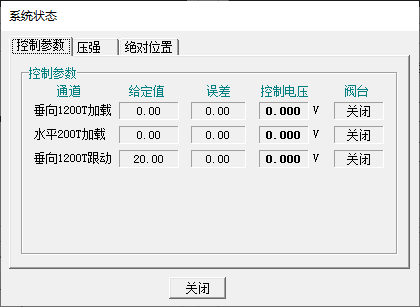 系统状态
控制参数 压强 绝对位置
控制参数
通道 给定值 误差 控制电压 阀台
垂向1200T加载 0.00 0.00 0.000 V 关闭
水平200T加载 0.00 0.00 0.000 V 关闭
垂向1200T跟动 20.00 0.00 0.000 V 关闭
关闭